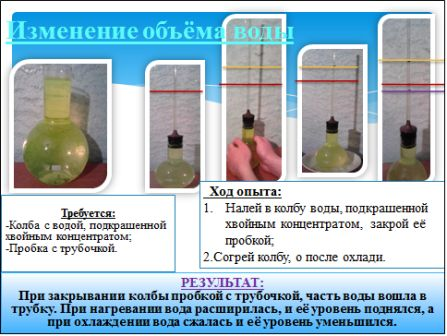 Изменение объёма воды
Требуется:
-Колба с водой, подкрашенной
хвойным концентратом;
-Пробка с трубочкой.
Ход опыта:
1. Налей в колбу воды, подкрашенной
хвойным концентратом, закрой её
пробкой;
2.Согрей колбу, о после охлади.
РЕЗУЛЬТАТ:
При закрывании колбы пробкой с трубочкой, часть воды вошла в
трубку. При нагревании вода расширилась, и её уровень поднялся, а
при охлаждении вода сжалась и её уровень уменьшился.